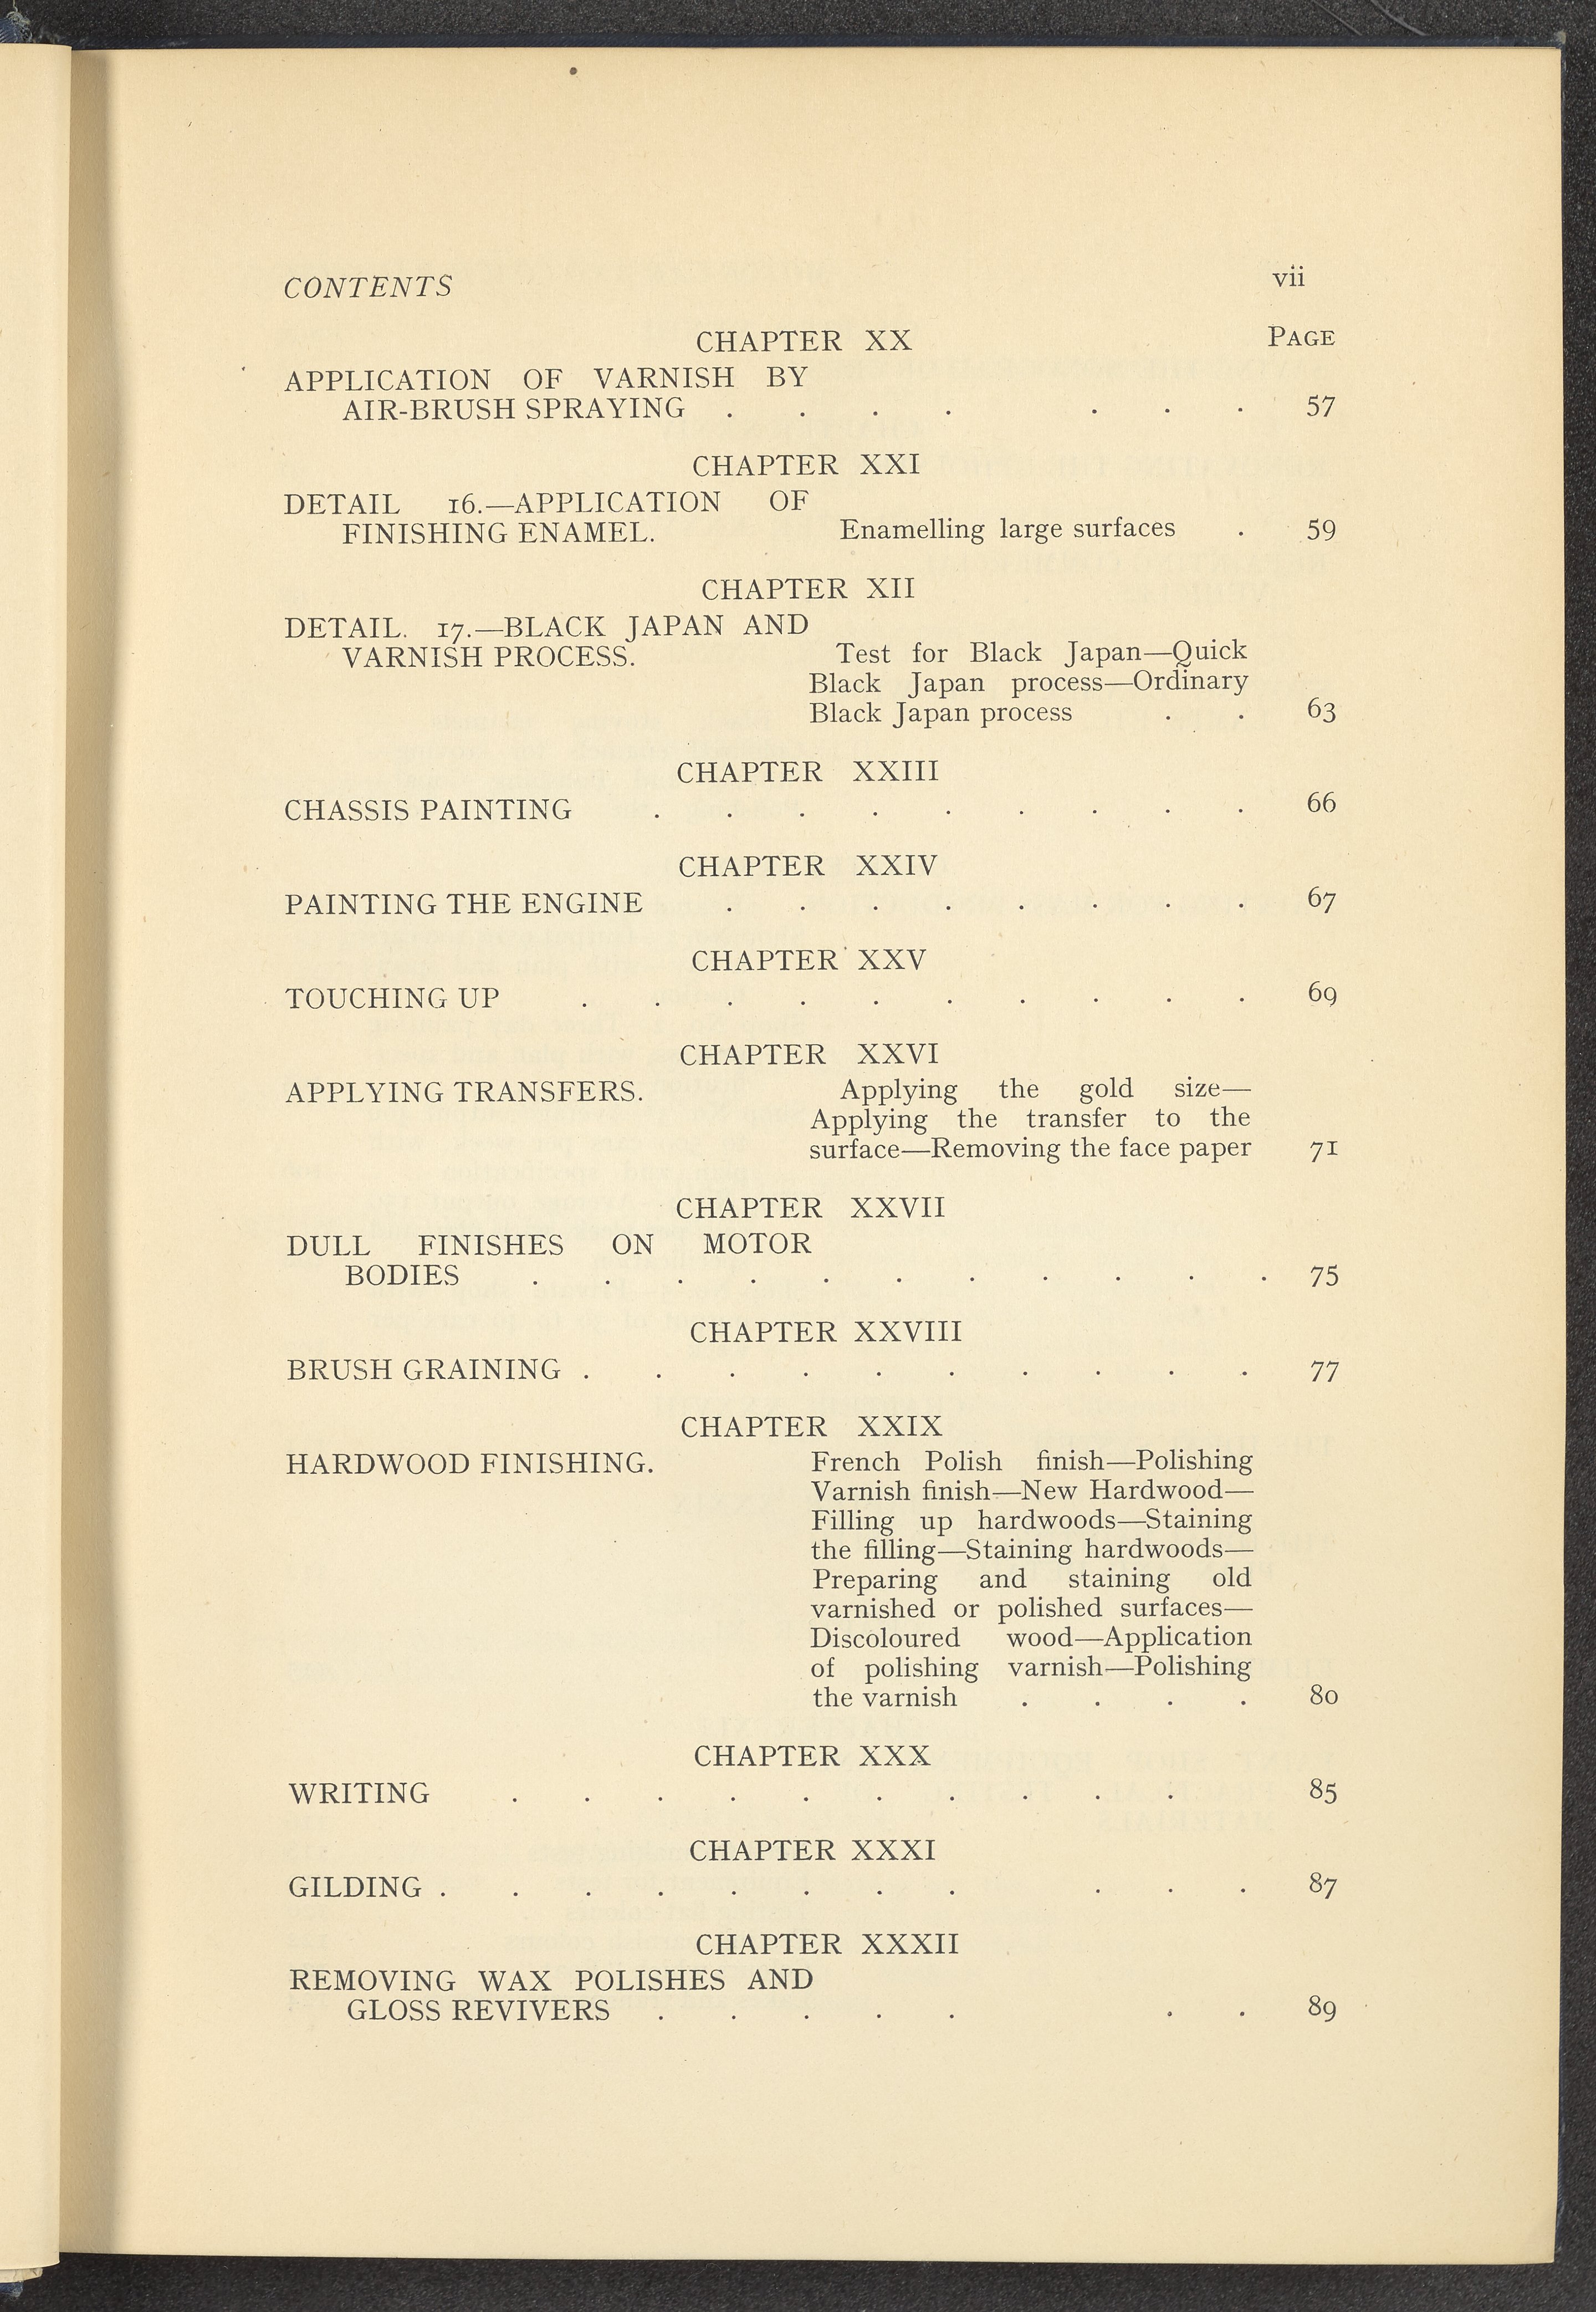 CONTENTS vii
CHAPTER XX PAGE
APPLICATION OF VARNISH BY
AIR-BRUSH SPRAYING . . . . . . . 57
CHAPTER XXI
DETAIL 16.—APPLICATION OF
FINISHING ENAMEL. Enamelling large surfaces . 59
CHAPTER XII
DETAIL. 17.—BLACK JAPAN AND
VARNISH PROCESS. Test for Black Japan—Quick
Black Japan process—Ordinary
Black Japan process . . 63
CHAPTER XXIII
CHASSIS PAINTING . . . . . . . . . 66
CHAPTER XXIV
PAINTING THE ENGINE . . . . . . . . 67
CHAPTER XXV
TOUCHING UP . . . . . . . . . . 69
CHAPTER XXVI
APPLYING TRANSFERS. Applying the gold size—
Applying the transfer to the
surface—Removing the face paper 71
CHAPTER XXVII
DULL FINISHES ON MOTOR
BODIES . . . . . . . . . . . 75
CHAPTER XXVIII
BRUSH GRAINING . . . . . . . . . . 77
CHAPTER XXIX
HARDWOOD FINISHING. French Polish finish—Polishing
Varnish finish—New Hardwood—
Filling up hardwoods—Staining
the filling—Staining hardwoods—
Preparing and staining old
varnished or polished surfaces—
Discoloured wood—Application
of polishing varnish—Polishing
the varnish . . . . 80
CHAPTER XXX
WRITING . . . . . . . . . . 85
CHAPTER XXXI
GILDING . . . . . . . . . . . 87
CHAPTER XXXII
REMOVING WAX POLISHES AND
GLOSS REVIVERS . . . . . . . 89